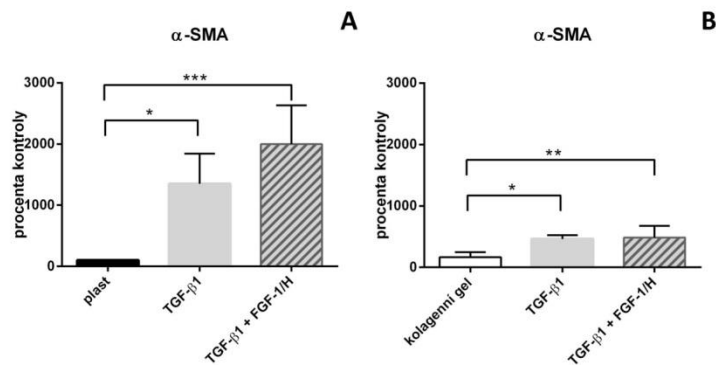 α-SMA
A
procenta kontroly
3000
2000
1000
0
***
*
plast
TGF-β1
TGF-β1 + FGF-1/H
α-SMA
B
procenta kontroly
3000
2000
1000
0
**
*
kolagenní gel
TGF-β1
TGF-β1 + FGF-1/H